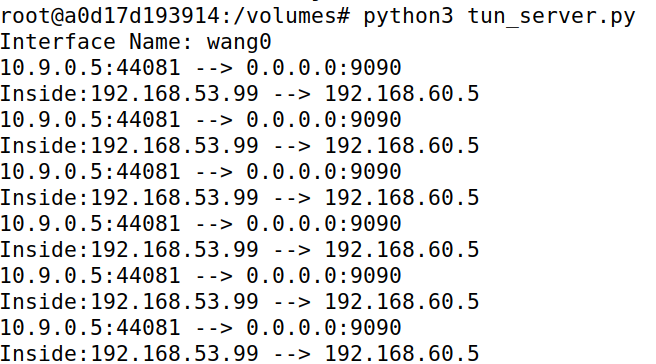 root@a0d17d193914:/volumes# python3 tun_server.py
Interface Name: wang0
10.9.0.5:44081 --> 0.0.0.0:9090
Inside:192.168.53.99 --> 192.168.60.5
10.9.0.5:44081 --> 0.0.0.0:9090
Inside:192.168.53.99 --> 192.168.60.5
10.9.0.5:44081 --> 0.0.0.0:9090
Inside:192.168.53.99 --> 192.168.60.5
10.9.0.5:44081 --> 0.0.0.0:9090
Inside:192.168.53.99 --> 192.168.60.5
10.9.0.5:44081 --> 0.0.0.0:9090
Inside:192.168.53.99 --> 192.168.60.5
10.9.0.5:44081 --> 0.0.0.0:9090
Inside:192.168.53.99 --> 192.168.60.5